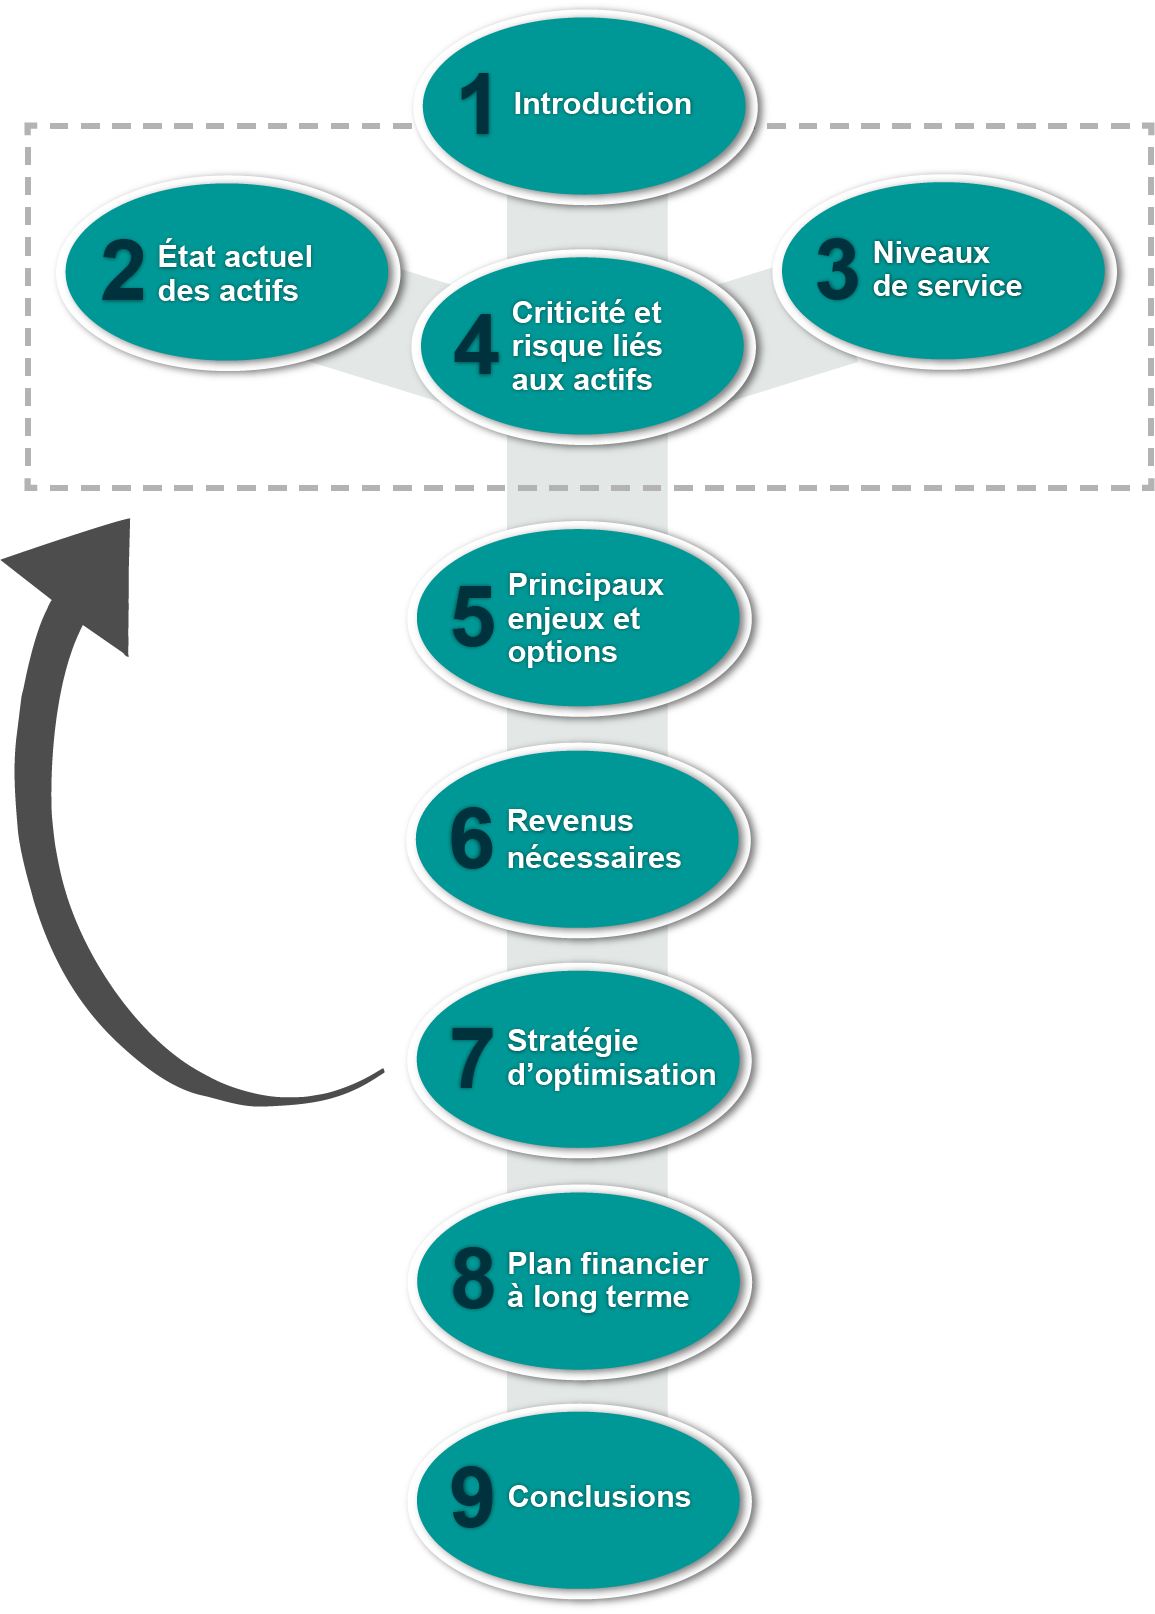 1 Introduction
2 État actuel
des actifs
3 Niveaux
de service
4 Criticité et
risque liés
aux actifs
5 Principaux
enjeux et
options
6 Revenus
nécessaires
7 Stratégie
d’optimisation
8 Plan financier
à long terme
9 Conclusions